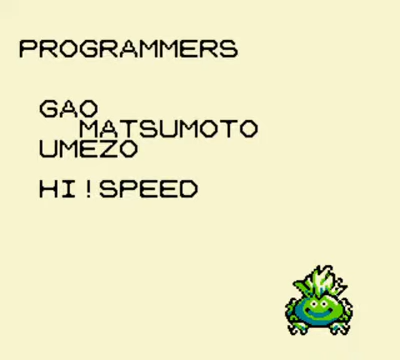 PROGRAMMERS
GAO
MATSUMOTO
UMEZO
HI!SPEED